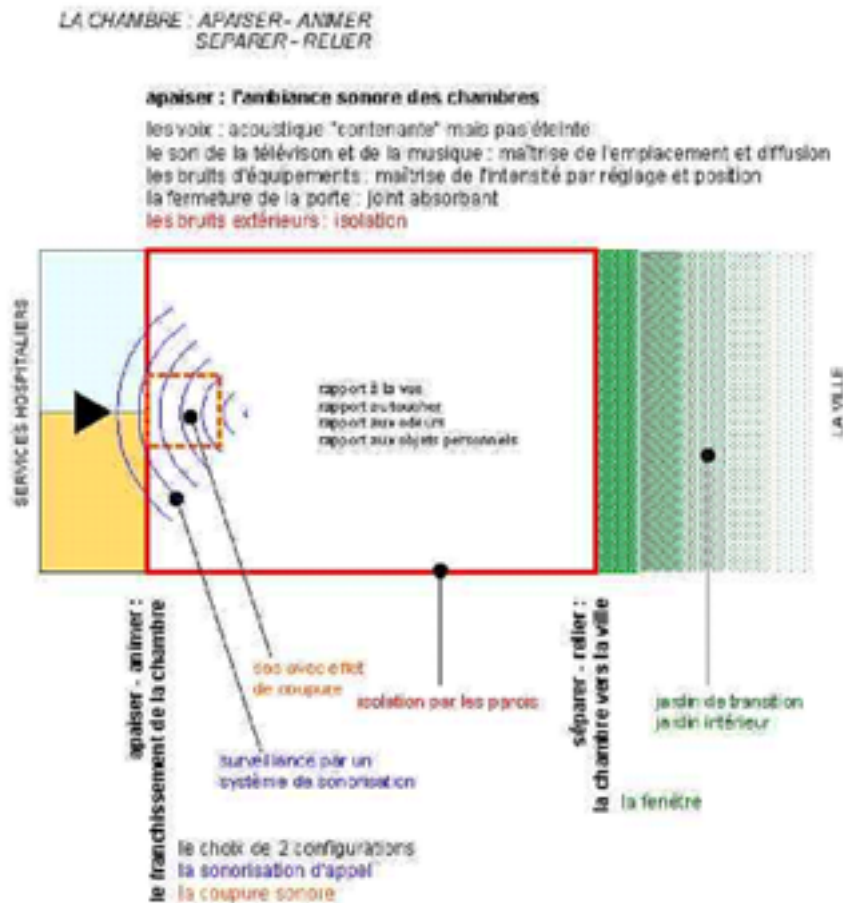 LA CHAMBRE : APAISER - ANIMER
SEPARER - RELIER
apaiser : l'ambiance sonore des chambres
les voix : acoustique "contenante" mais pas éteinte
le son de la télévison et de la musique : maîtrise de l'emplacement et diffusion
les bruits d'équipements : maîtrise de l'intensité par réglage et position
la fermeture de la porte : joint absorbant
les bruits extérieurs : isolation
SERVICES HOSPITALIERS
rapport à la vue
rapport au toucher
rapport aux odeurs
rapport aux objets personnels
LA VILLE
apaiser - animer :
le franchissement de la chambre
sas avec effet
de coupure
isolation par les parois
séparer - relier :
la chambre vers la ville
jardin de transition
jardin intérieur
surveillance par un
système de sonorisation
la fenêtre
le choix de 2 configurations
la sonorisation d'appel
la coupure sonore